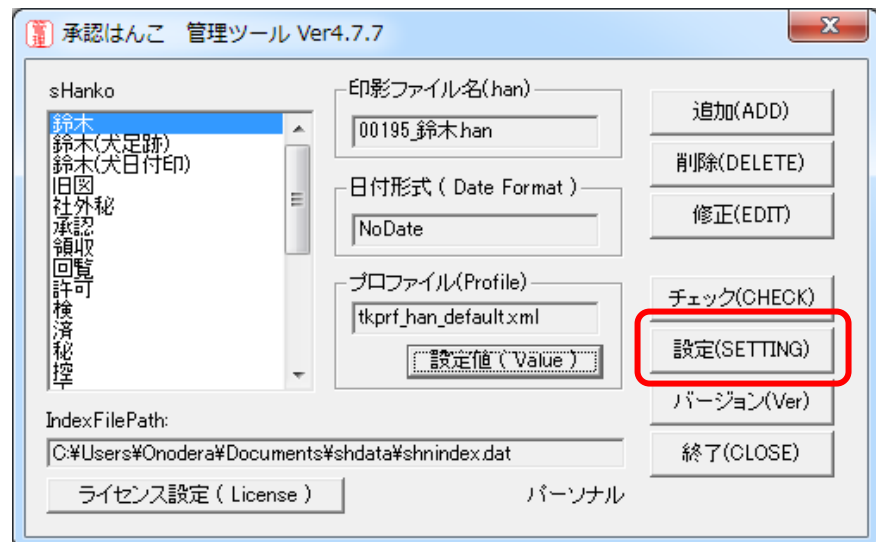 承認はんこ 管理ツール Ver4.7.7
sHanko
鈴木
鈴木(犬足跡)
鈴木(犬日付印)
旧図
社外秘
承認
領収
回覧
許可
検
済
秘
控
印影ファイル名(han)
00195_鈴木.han
日付形式 ( Date Format )
NoDate
プロファイル(Profile)
tkprf_han_default.xml
設定値 ( Value )
追加(ADD)
削除(DELETE)
修正(EDIT)
チェック(CHECK)
設定(SETTING)
バージョン(Ver)
終了(CLOSE)
IndexFilePath:
C:¥Users¥Onodera¥Documents¥shdata¥shnindex.dat
ライセンス設定 ( License )
パーソナル